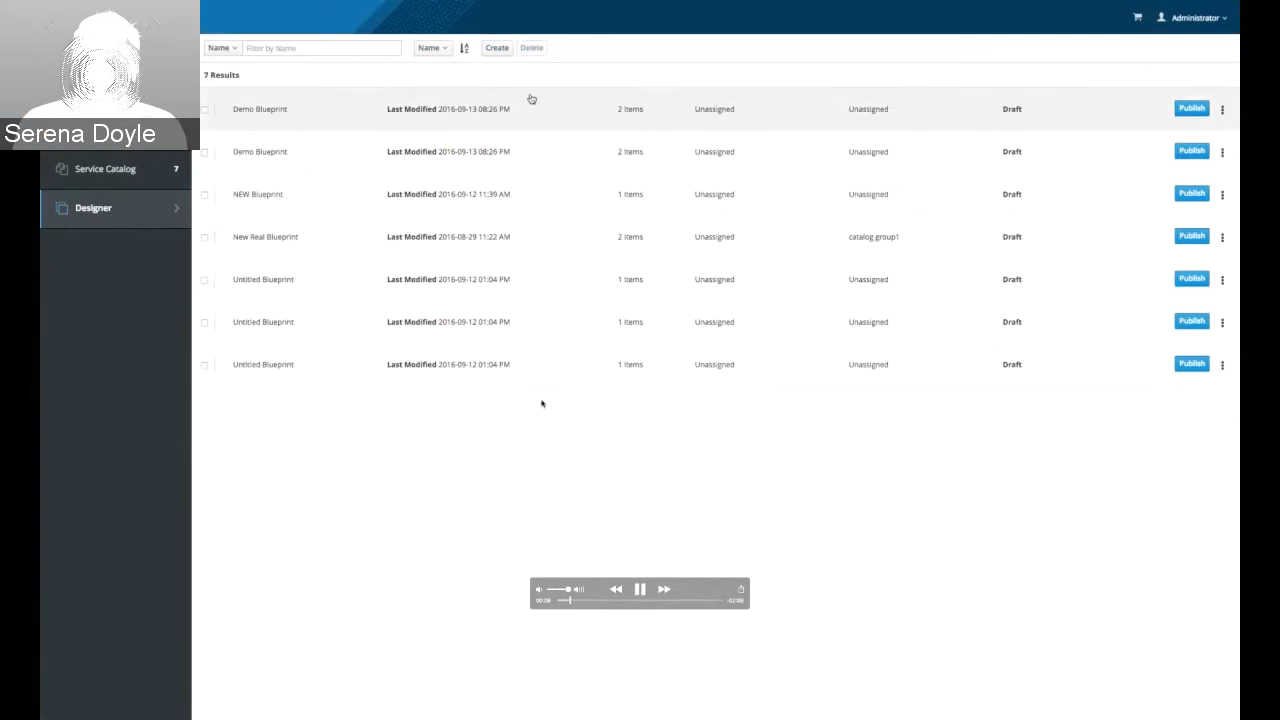 Administrator
Name Filter by Name Name Create Delete
7 Results
Demo Blueprint Last Modified 2016-09-13 08:26 PM 2 Items Unassigned Unassigned Draft Publish
Serena Doyle
Demo Blueprint Last Modified 2016-09-13 08:26 PM 2 Items Unassigned Unassigned Draft Publish
Service Catalog 7
NEW Blueprint Last Modified 2016-09-12 11:39 AM 1 Items Unassigned Unassigned Draft Publish
Designer
New Real Blueprint Last Modified 2016-08-29 11:22 AM 2 Items Unassigned catalog group1 Draft Publish
Untitled Blueprint Last Modified 2016-09-12 01:04 PM 1 Items Unassigned Unassigned Draft Publish
Untitled Blueprint Last Modified 2016-09-12 01:04 PM 1 Items Unassigned Unassigned Draft Publish
Untitled Blueprint Last Modified 2016-09-12 01:04 PM 1 Items Unassigned Unassigned Draft Publish
00:09 -02:06